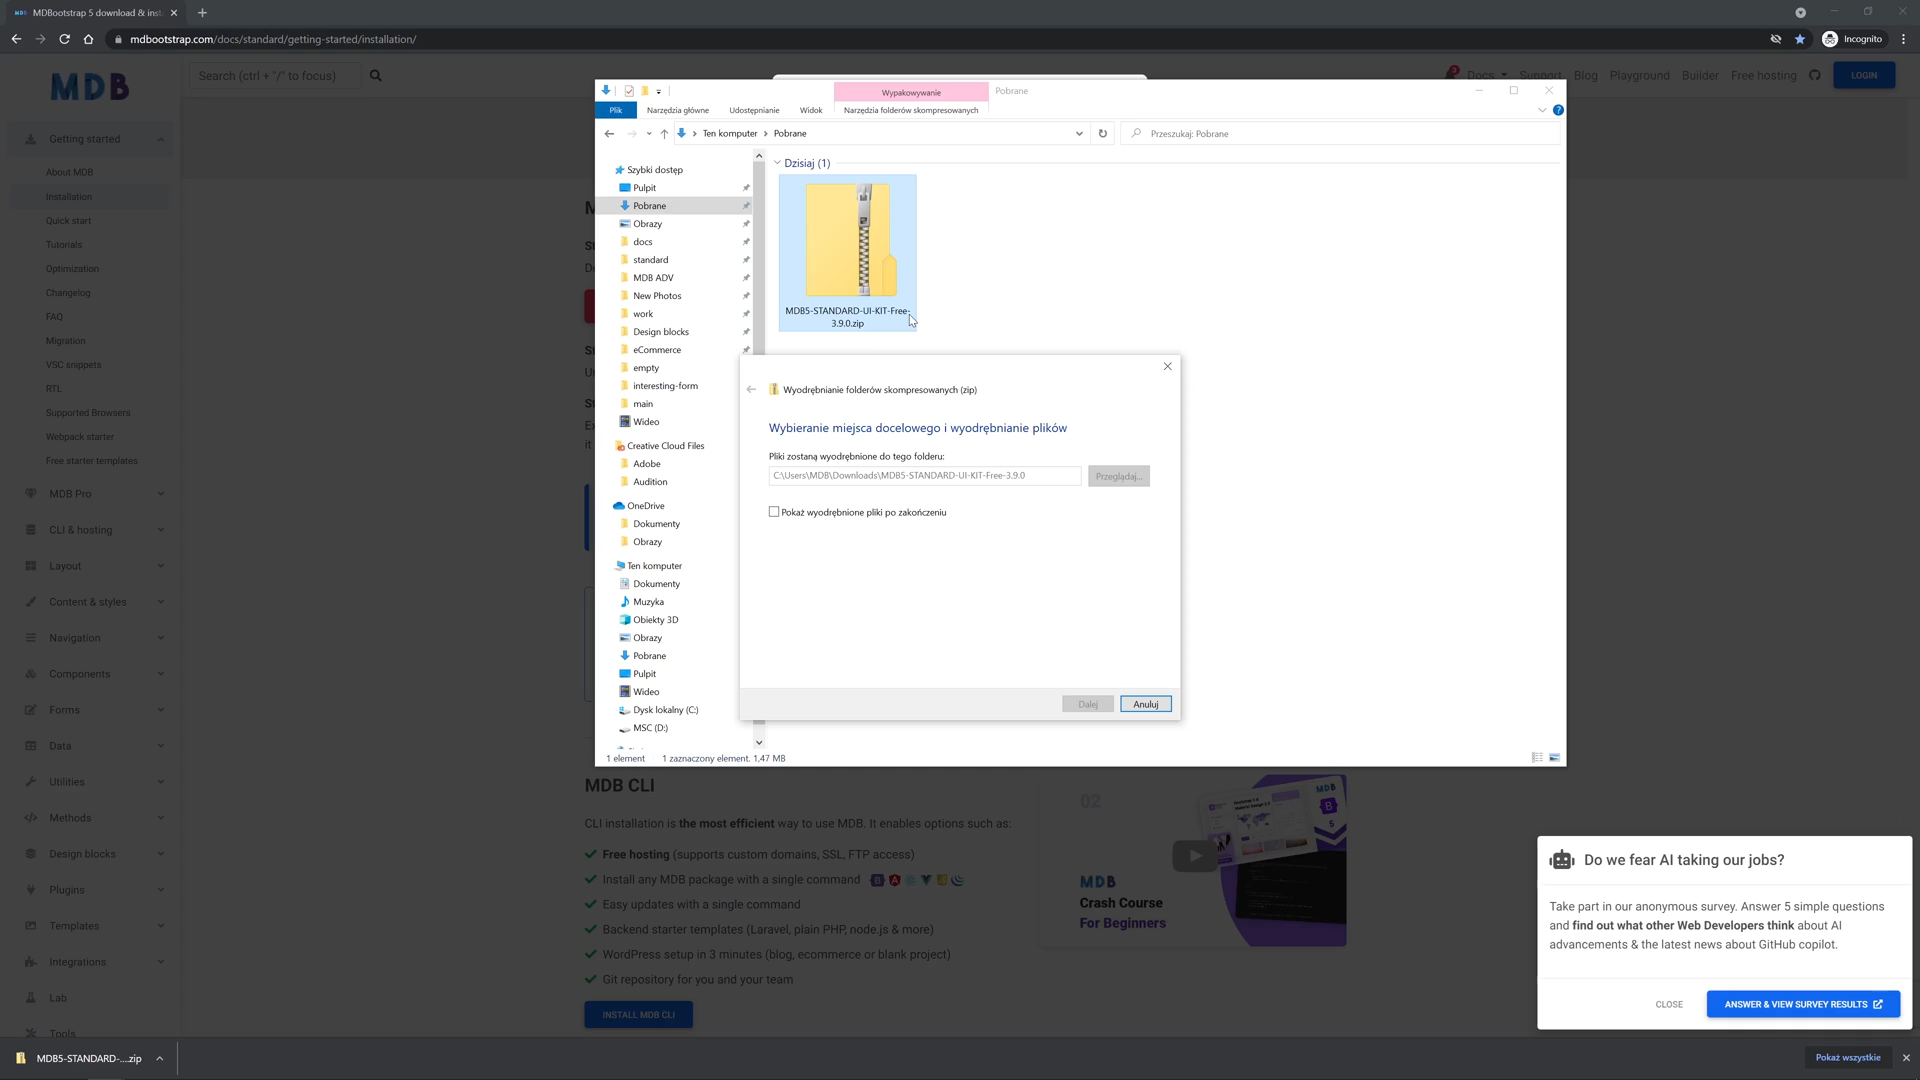 MDBootstrap 5 download & inst
mdbootstrap.com/docs/standard/getting-started/installation/
Incognito
MDB
Search (ctrl + "/" to focus)
2
Docs
Support
Blog
Playground
Builder
Free hosting
LOGIN
Getting started
About MDB
Installation
Quick start
Tutorials
Optimization
Changelog
FAQ
Migration
VSC snippets
RTL
Supported Browsers
Webpack starter
Free starter templates
MDB Pro
CLI & hosting
Layout
Content & styles
Navigation
Components
Forms
Data
Utilities
Methods
Design blocks
Plugins
Templates
Integrations
Lab
Tools
Wypakowywanie
Pobrane
Plik
Narzędzia główne
Udostępnianie
Widok
Narzędzia folderów skompresowanych
Ten komputer > Pobrane
Przeszukaj: Pobrane
Szybki dostęp
Pulpit
Pobrane
Obrazy
docs
standard
MDB ADV
New Photos
work
Design blocks
eCommerce
empty
interesting-form
main
Wideo
Creative Cloud Files
Adobe
Audition
OneDrive
Dokumenty
Obrazy
Ten komputer
Dokumenty
Muzyka
Obiekty 3D
Obrazy
Pobrane
Pulpit
Wideo
Dysk lokalny (C:)
MSC (D:)
Dzisiaj (1)
MDB5-STANDARD-UI-KIT-Free-
3.9.0.zip
Wyodrębnianie folderów skompresowanych (zip)
Wybieranie miejsca docelowego i wyodrębnianie plików
Pliki zostaną wyodrębnione do tego folderu:
C:\Users\MDB\Downloads\MDB5-STANDARD-UI-KIT-Free-3.9.0
Przeglądaj...
Pokaż wyodrębnione pliki po zakończeniu
Dalej
Anuluj
1 element
1 zaznaczony element. 1,47 MB
MDB CLI
CLI installation is the most efficient way to use MDB. It enables options such as:
Free hosting (supports custom domains, SSL, FTP access)
Install any MDB package with a single command
Easy updates with a single command
Backend starter templates (Laravel, plain PHP, node.js & more)
WordPress setup in 3 minutes (blog, ecommerce or blank project)
Git repository for you and your team
INSTALL MDB CLI
02
MDB
B
5
MDB
Crash Course
For Beginners
Do we fear AI taking our jobs?
Take part in our anonymous survey. Answer 5 simple questions
and find out what other Web Developers think about AI
advancements & the latest news about GitHub copilot.
CLOSE
ANSWER & VIEW SURVEY RESULTS
MDB5-STANDARD-....zip
Pokaż wszystkie